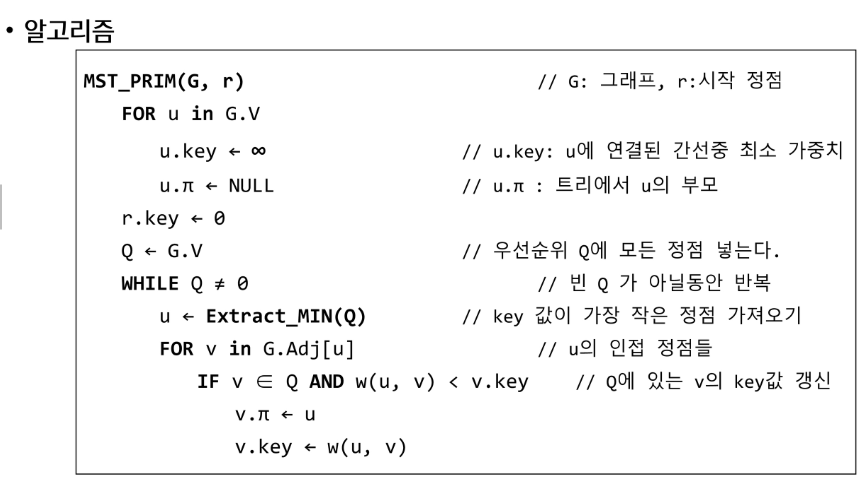 • 알고리즘
MST_PRIM(G, r) // G: 그래프, r:시작 정점
FOR u in G.V
u.key ← ∞ // u.key: u에 연결된 간선중 최소 가중치
u.π ← NULL // u.π : 트리에서 u의 부모
r.key ← 0
Q ← G.V // 우선순위 Q에 모든 정점 넣는다.
WHILE Q ≠ 0 // 빈 Q 가 아닐동안 반복
u ← Extract_MIN(Q) // key 값이 가장 작은 정점 가져오기
FOR v in G.Adj[u] // u의 인접 정점들
IF v ∈ Q AND w(u, v) < v.key // Q에 있는 v의 key값 갱신
v.π ← u
v.key ← w(u, v)